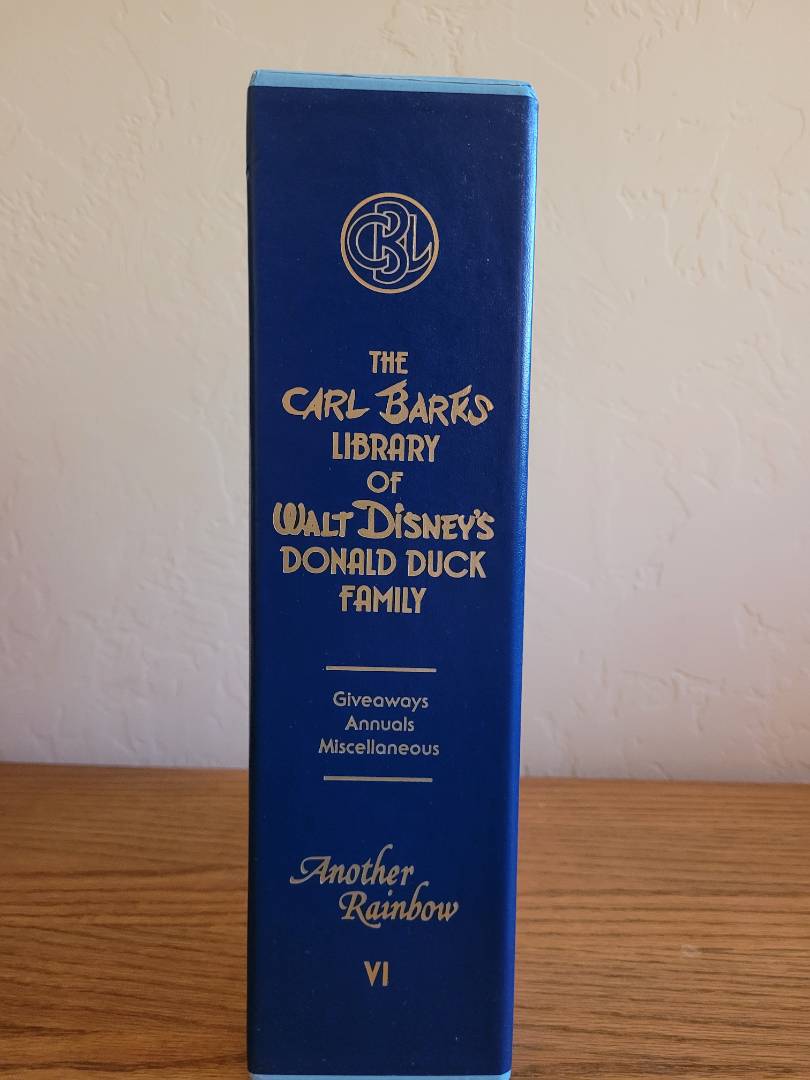 CBL
THE
CARL BARKS
LIBRARY
OF
WALT DISNEY'S
DONALD DUCK
FAMILY
Giveaways
Annuals
Miscellaneous
Another
Rainbow
VI